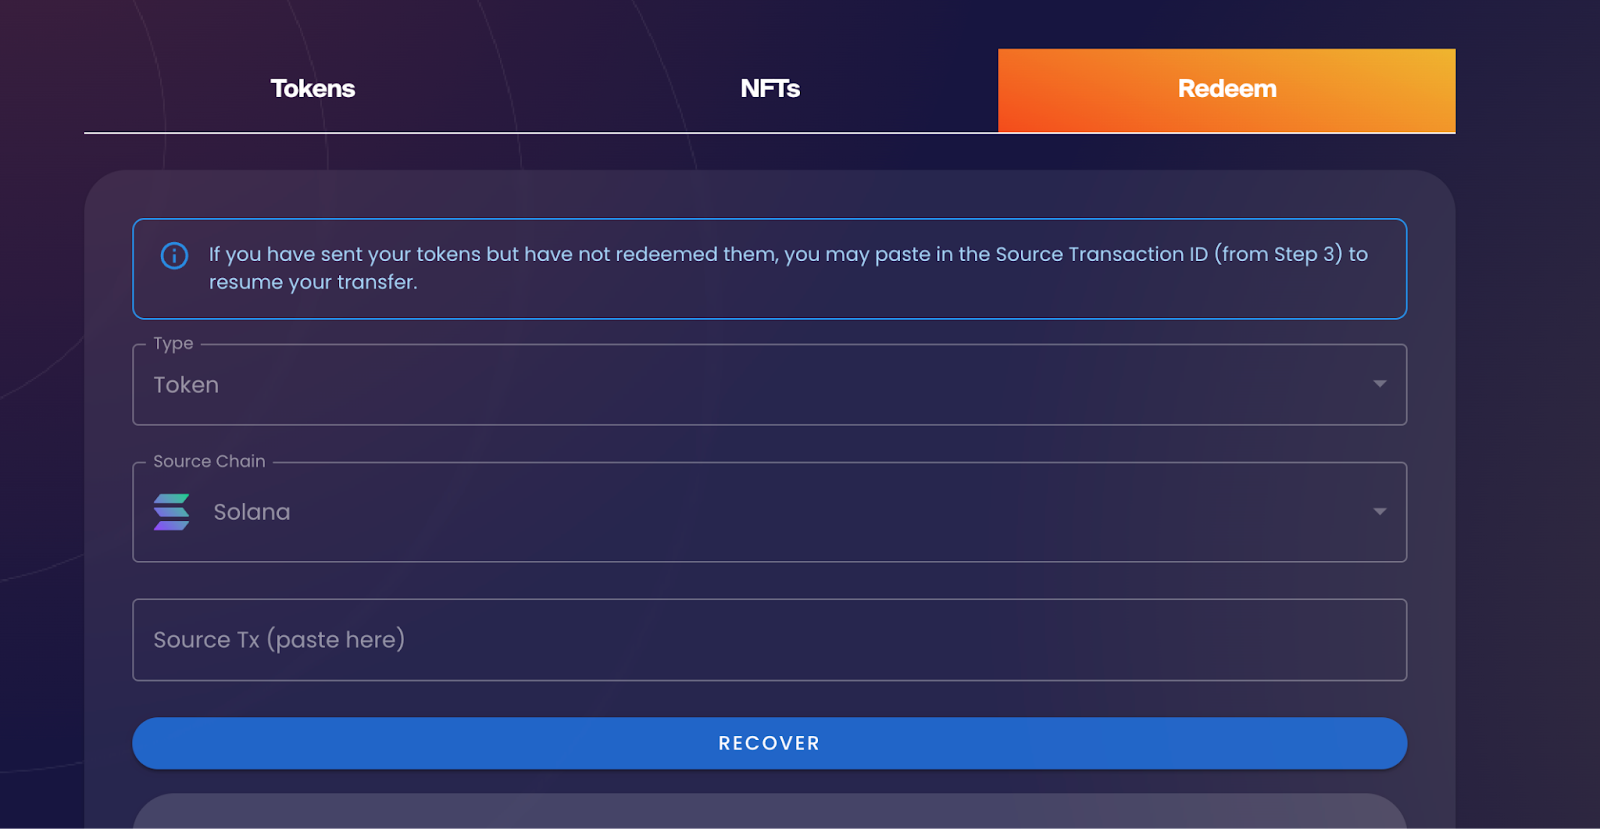 Tokens
NFTs
Redeem
If you have sent your tokens but have not redeemed them, you may paste in the Source Transaction ID (from Step 3) to
resume your transfer.
Type
Token
Source Chain
Solana
Source Tx (paste here)
RECOVER